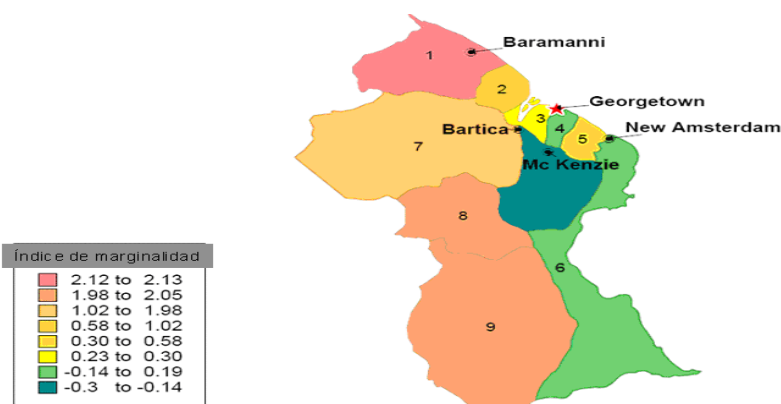 Baramanni
1
2
Georgetown
3
4
New Amsterdam
Bartica
5
7
Mc Kenzie
8
6
9
Índice de marginalidad
2.12 to 2.13
1.98 to 2.05
1.02 to 1.98
0.58 to 1.02
0.30 to 0.58
0.23 to 0.30
-0.14 to 0.19
-0.3 to -0.14